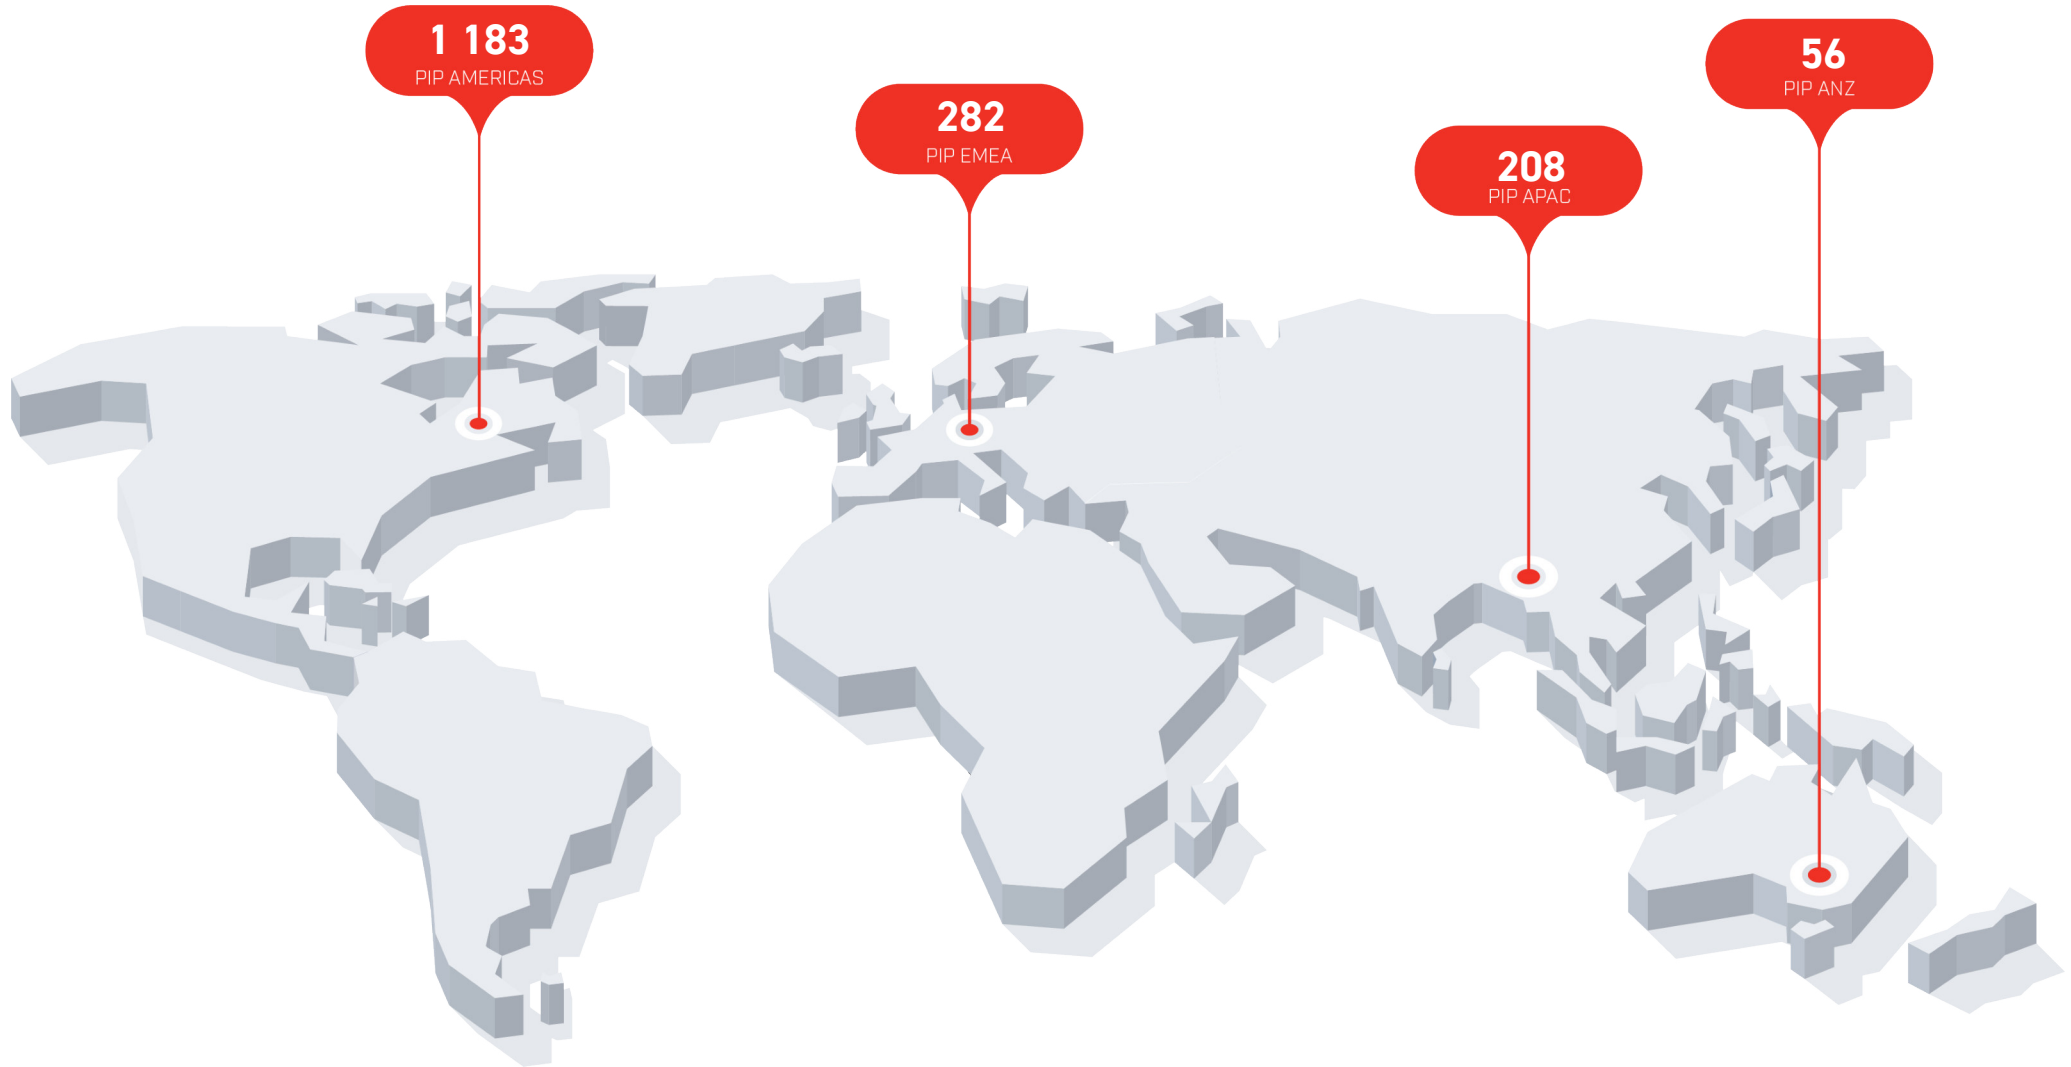 1 183
PIP AMERICAS
282
PIP EMEA
208
PIP APAC
56
PIP ANZ